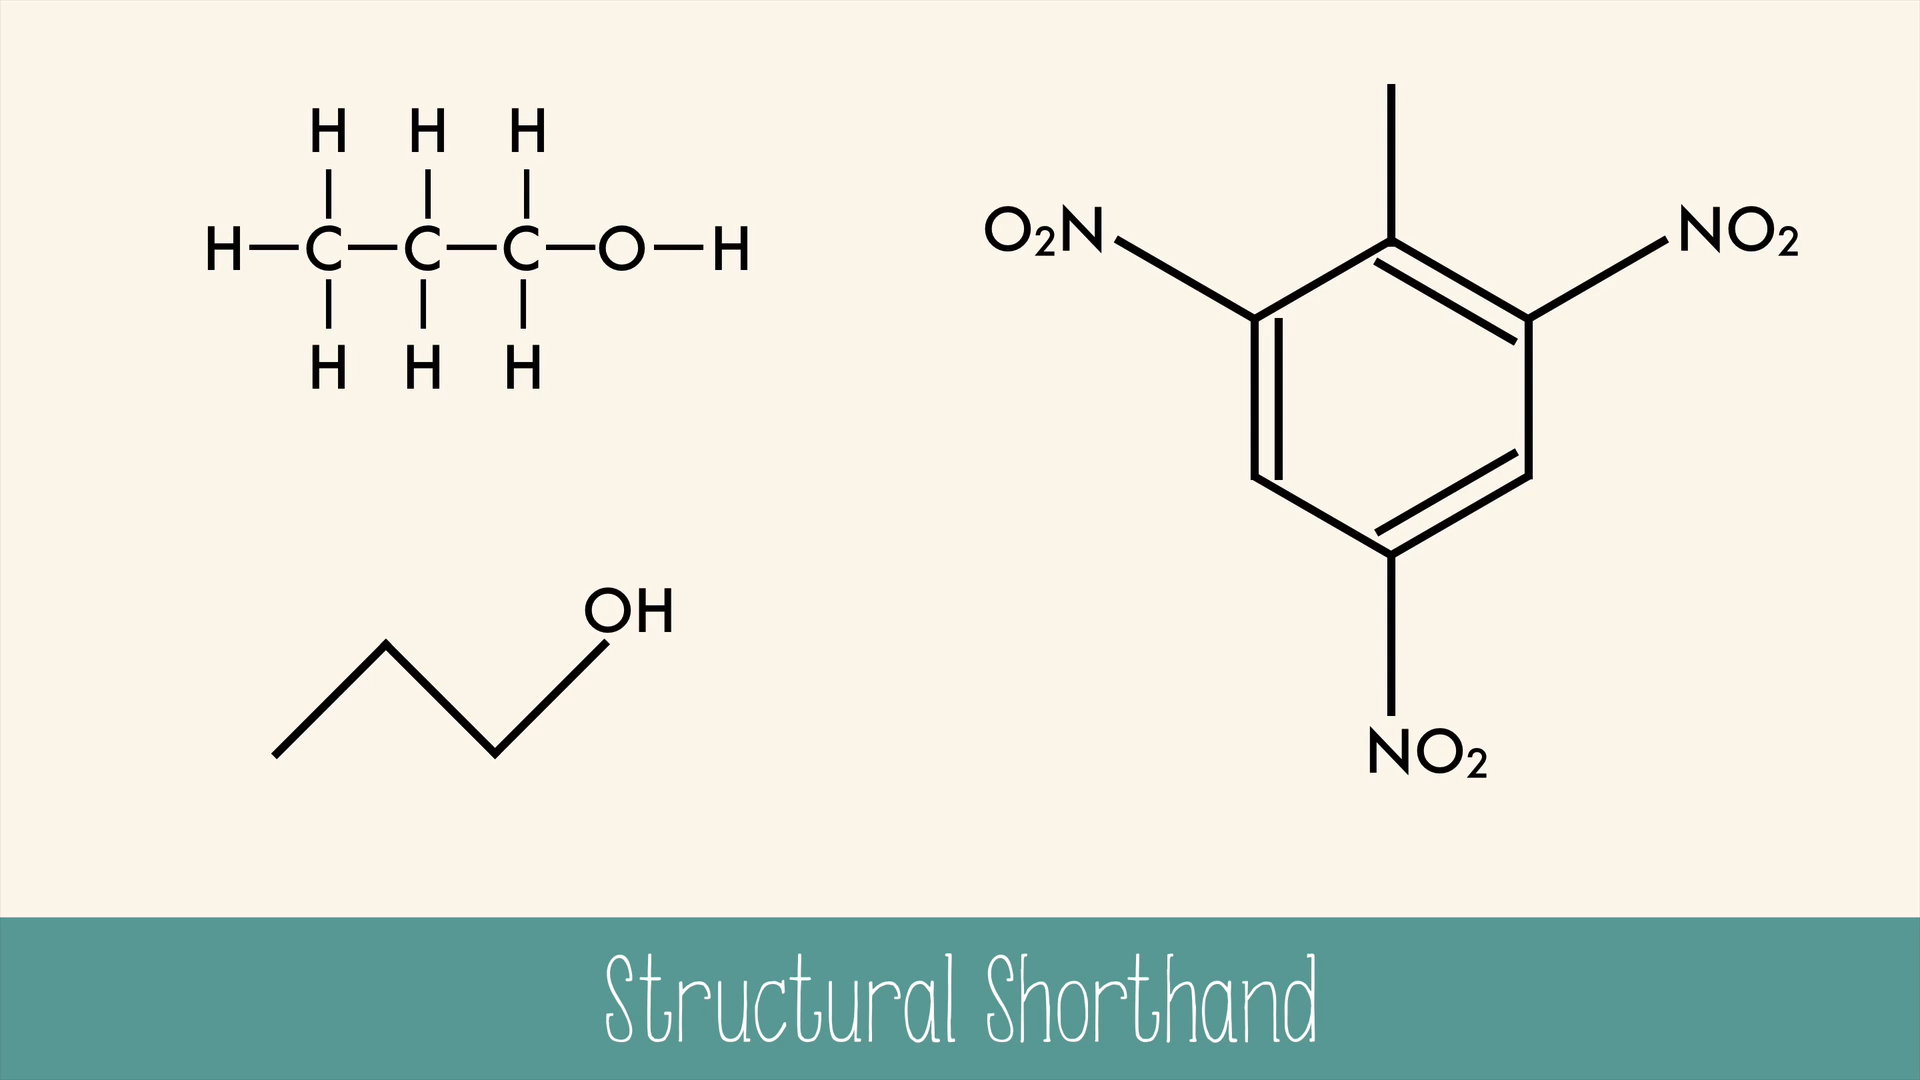 H H H
H C C C O H
H H H
OH
O₂N NO₂
NO₂
Structural Shorthand